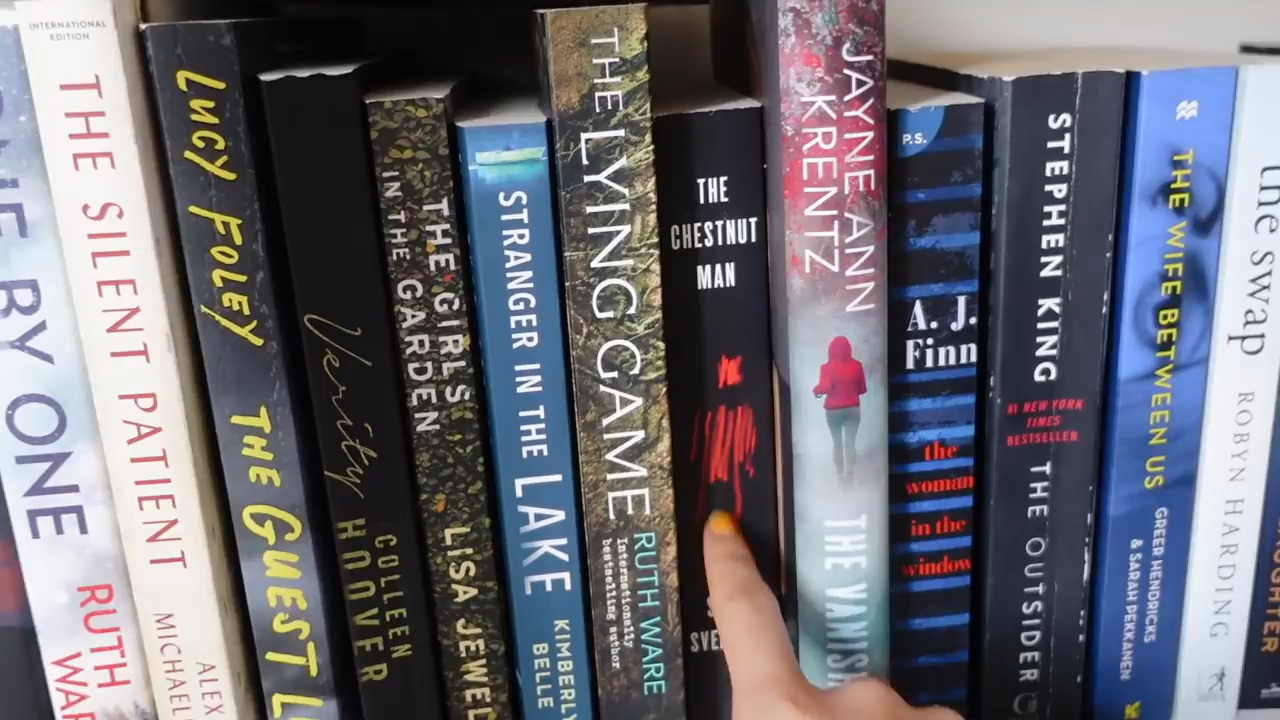 ONE BY ONE
RUTH
INTERNATIONAL
EDITION
THE SILENT PATIENT
ALEX
LUCY FOLEY
THE GUEST
Verity
COLLEEN
HOOVER
THE GIRLS
IN THE GARDEN
LISA JEWEL
STRANGER IN THE LAKE
KIMBERLY
BELLE
THE LYING GAME
RUTH WARE
Internationally
bestselling author
THE
CHESTNUT
MAN
SVE
JAYNE ANN
KRENTZ
THE VANISH
P.S.
A. J.
Finn
the
woman
in the
window
STEPHEN KING
#1 NEW YORK
TIMES
BESTSELLER
THE OUTSIDER
THE WIFE BETWEEN US
GREER HENDRICKS
& SARAH PEKKANEN
the swap
ROBYN HARDING